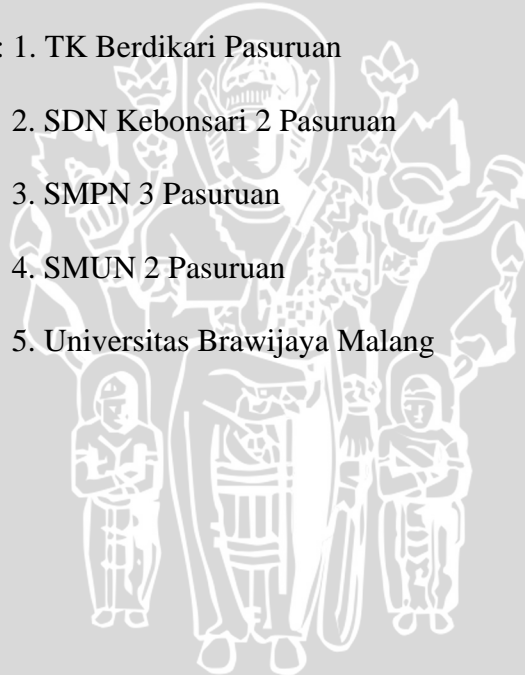 : 1. TK Berdikari Pasuruan
2. SDN Kebonsari 2 Pasuruan
3. SMPN 3 Pasuruan
4. SMUN 2 Pasuruan
5. Universitas Brawijaya Malang